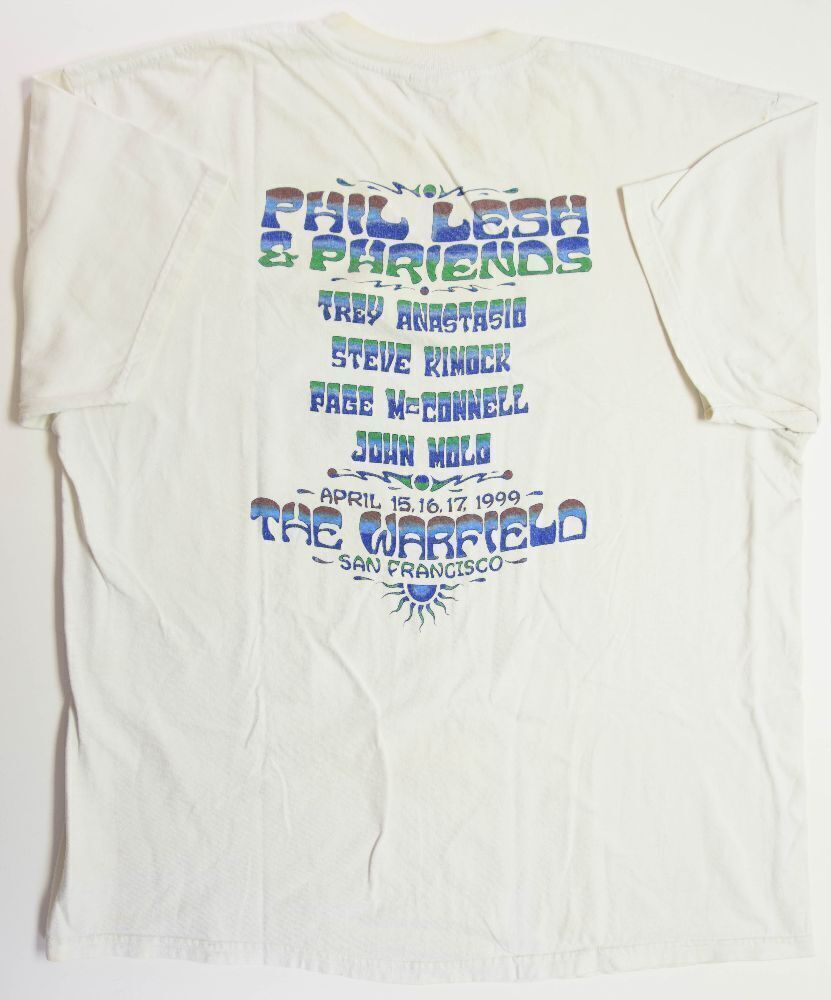 PHIL LESH
& PHRIENDS
TREY ANASTASIO
STEVE KIMOCK
PAGE McCONNELL
JOHN MOLO
APRIL 15, 16, 17, 1999
THE WARFIELD
SAN FRANCISCO